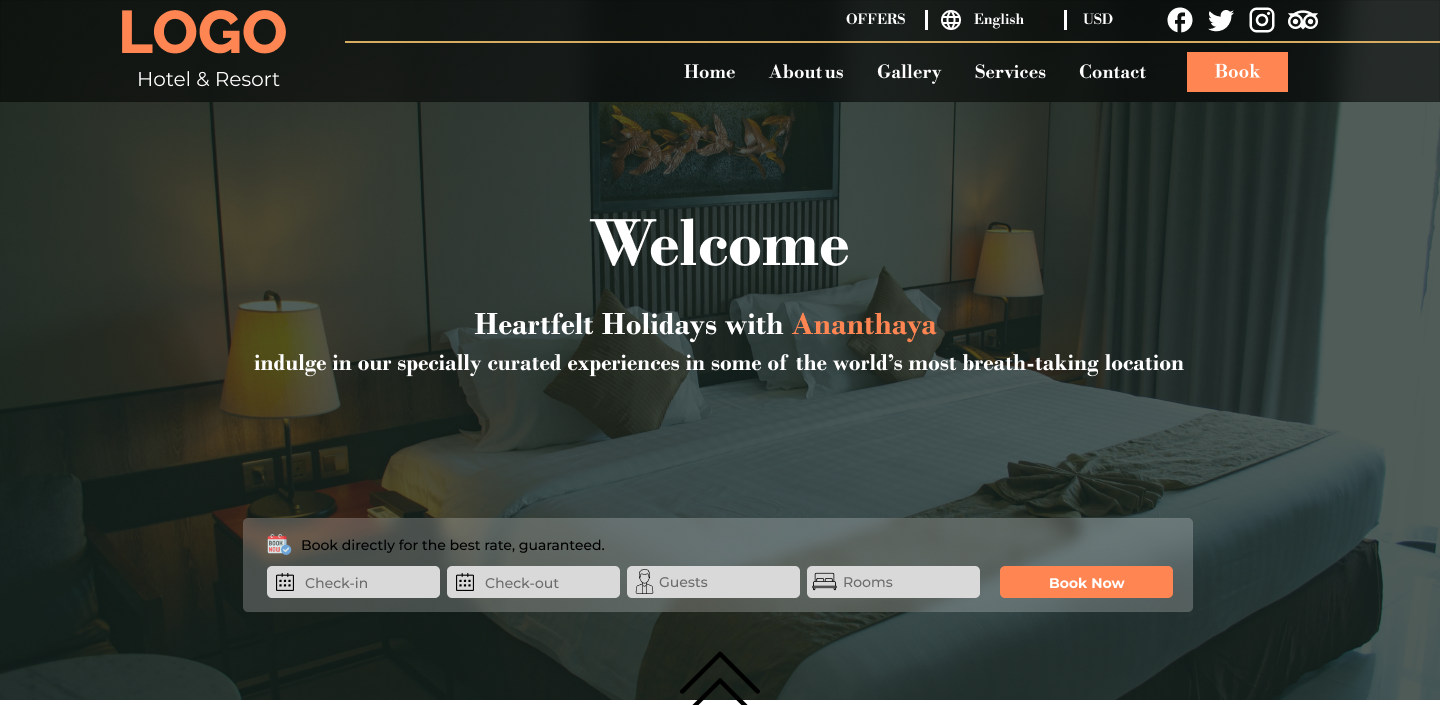 LOGO
Hotel & Resort
OFFERS
English
USD
Home
About us
Gallery
Services
Contact
Book
Welcome
Heartfelt Holidays with Ananthaya
indulge in our specially curated experiences in some of the world's most breath-taking location
BOOK
NOW
Book directly for the best rate, guaranteed.
Check-in
Check-out
Guests
Rooms
Book Now